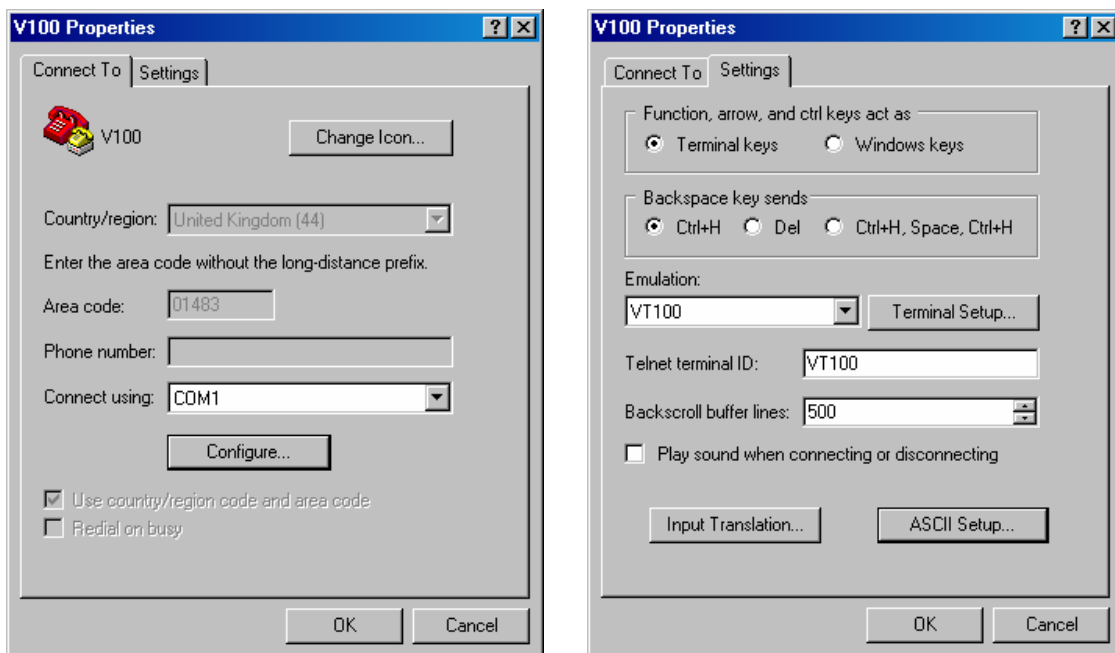 V100 Properties
Connect To
Settings
V100
Change Icon...
Country/region:
United Kingdom (44)
Enter the area code without the long-distance prefix.
Area code:
01483
Phone number:
Connect using:
COM1
Configure...
Use country/region code and area code
Redial on busy
OK
Cancel
V100 Properties
Connect To
Settings
Function, arrow, and ctrl keys act as
Terminal keys
Windows keys
Backspace key sends
Ctrl+H
Del
Ctrl+H, Space, Ctrl+H
Emulation:
VT100
Terminal Setup...
Telnet terminal ID:
VT100
Backscroll buffer lines:
500
Play sound when connecting or disconnecting
Input Translation...
ASCII Setup...
OK
Cancel